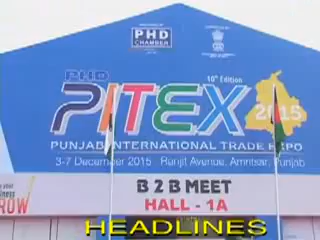 PHD
CHAMBER
PHD
10th Edition
PITEX 2015
PUNJAB INTERNATIONAL TRADE EXPO
3-7 December 2015 Ranjit Avenue, Amritsar, Punjab
B 2 B MEET
HALL - 1A
HEADLINES